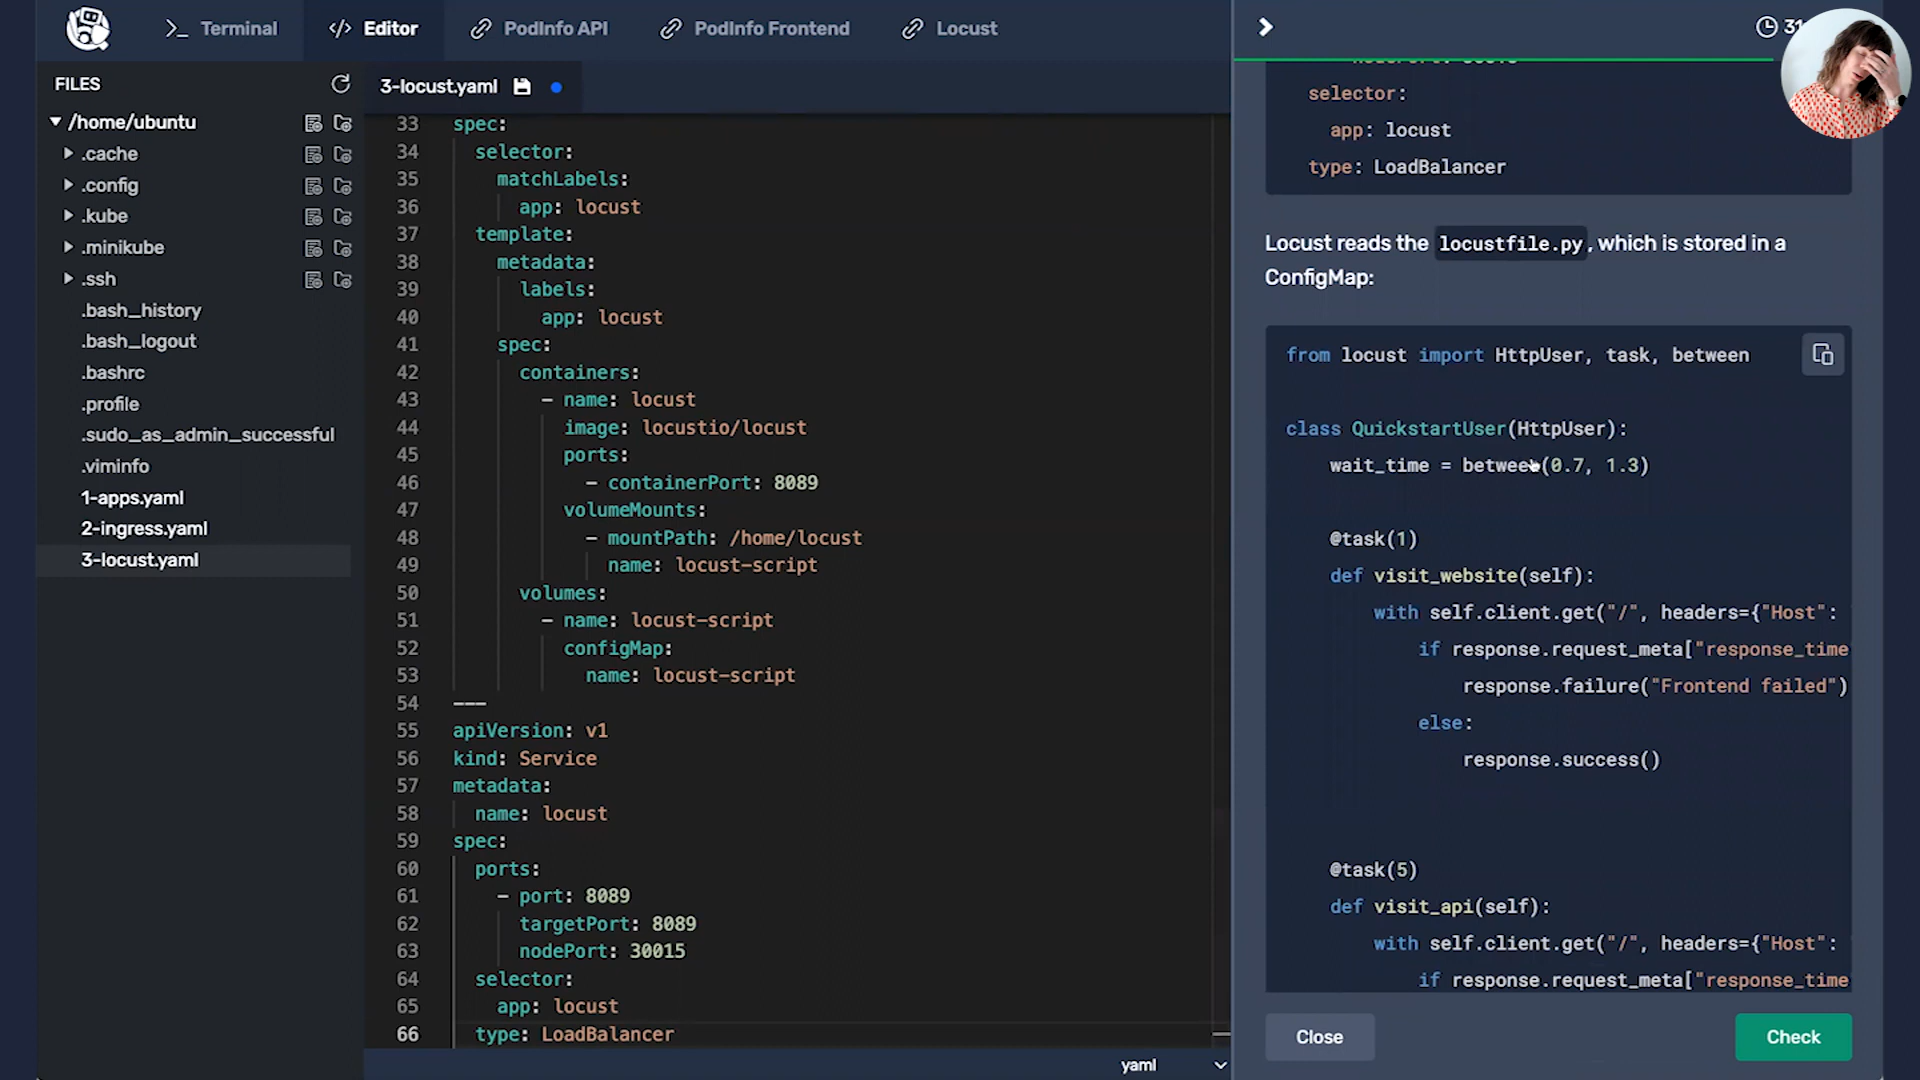 Terminal
Editor
PodInfo API
PodInfo Frontend
Locust
FILES
/home/ubuntu
.cache
.config
.kube
.minikube
.ssh
.bash_history
.bash_logout
.bashrc
.profile
.sudo_as_admin_successful
.viminfo
1-apps.yaml
2-ingress.yaml
3-locust.yaml
3-locust.yaml
33 spec:
34 selector:
35 matchLabels:
36 app: locust
37 template:
38 metadata:
39 labels:
40 app: locust
41 spec:
42 containers:
43 - name: locust
44 image: locustio/locust
45 ports:
46 - containerPort: 8089
47 volumeMounts:
48 - mountPath: /home/locust
49 name: locust-script
50 volumes:
51 - name: locust-script
52 configMap:
53 name: locust-script
54 ---
55 apiVersion: v1
56 kind: Service
57 metadata:
58 name: locust
59 spec:
60 ports:
61 - port: 8089
62 targetPort: 8089
63 nodePort: 30015
64 selector:
65 app: locust
66 type: LoadBalancer
yaml
selector:
app: locust
type: LoadBalancer
Locust reads the locustfile.py, which is stored in a
ConfigMap:
from locust import HttpUser, task, between
class QuickstartUser(HttpUser):
wait_time = between(0.7, 1.3)
@task(1)
def visit_website(self):
with self.client.get("/", headers={"Host":
if response.request_meta["response_time
response.failure("Frontend failed")
else:
response.success()
@task(5)
def visit_api(self):
with self.client.get("/", headers={"Host":
if response.request_meta["response_time
Close
Check